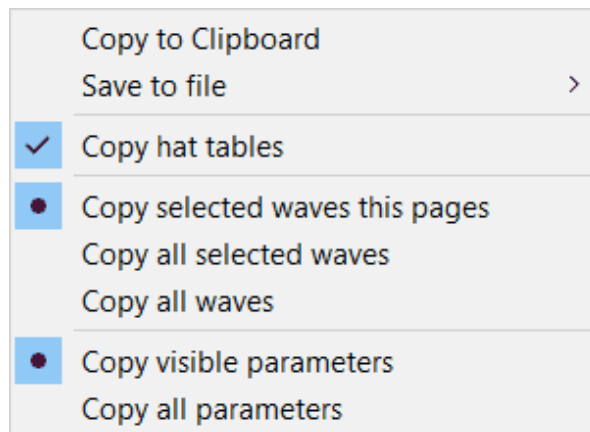 Copy to Clipboard
Save to file
Copy hat tables
Copy selected waves this pages
Copy all selected waves
Copy all waves
Copy visible parameters
Copy all parameters